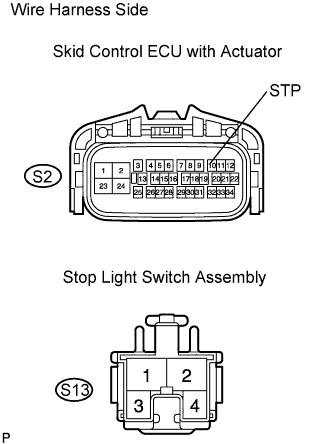 Wire Harness Side
Skid Control ECU with Actuator
STP
S2
1 2 3 4 5 6 7 8 9 10 11 12
13 14 15 16 17 18 19 20 21 22
23 24 25 26 27 28 29 30 31 32 33 34
Stop Light Switch Assembly
S13
1 2
3 4
P